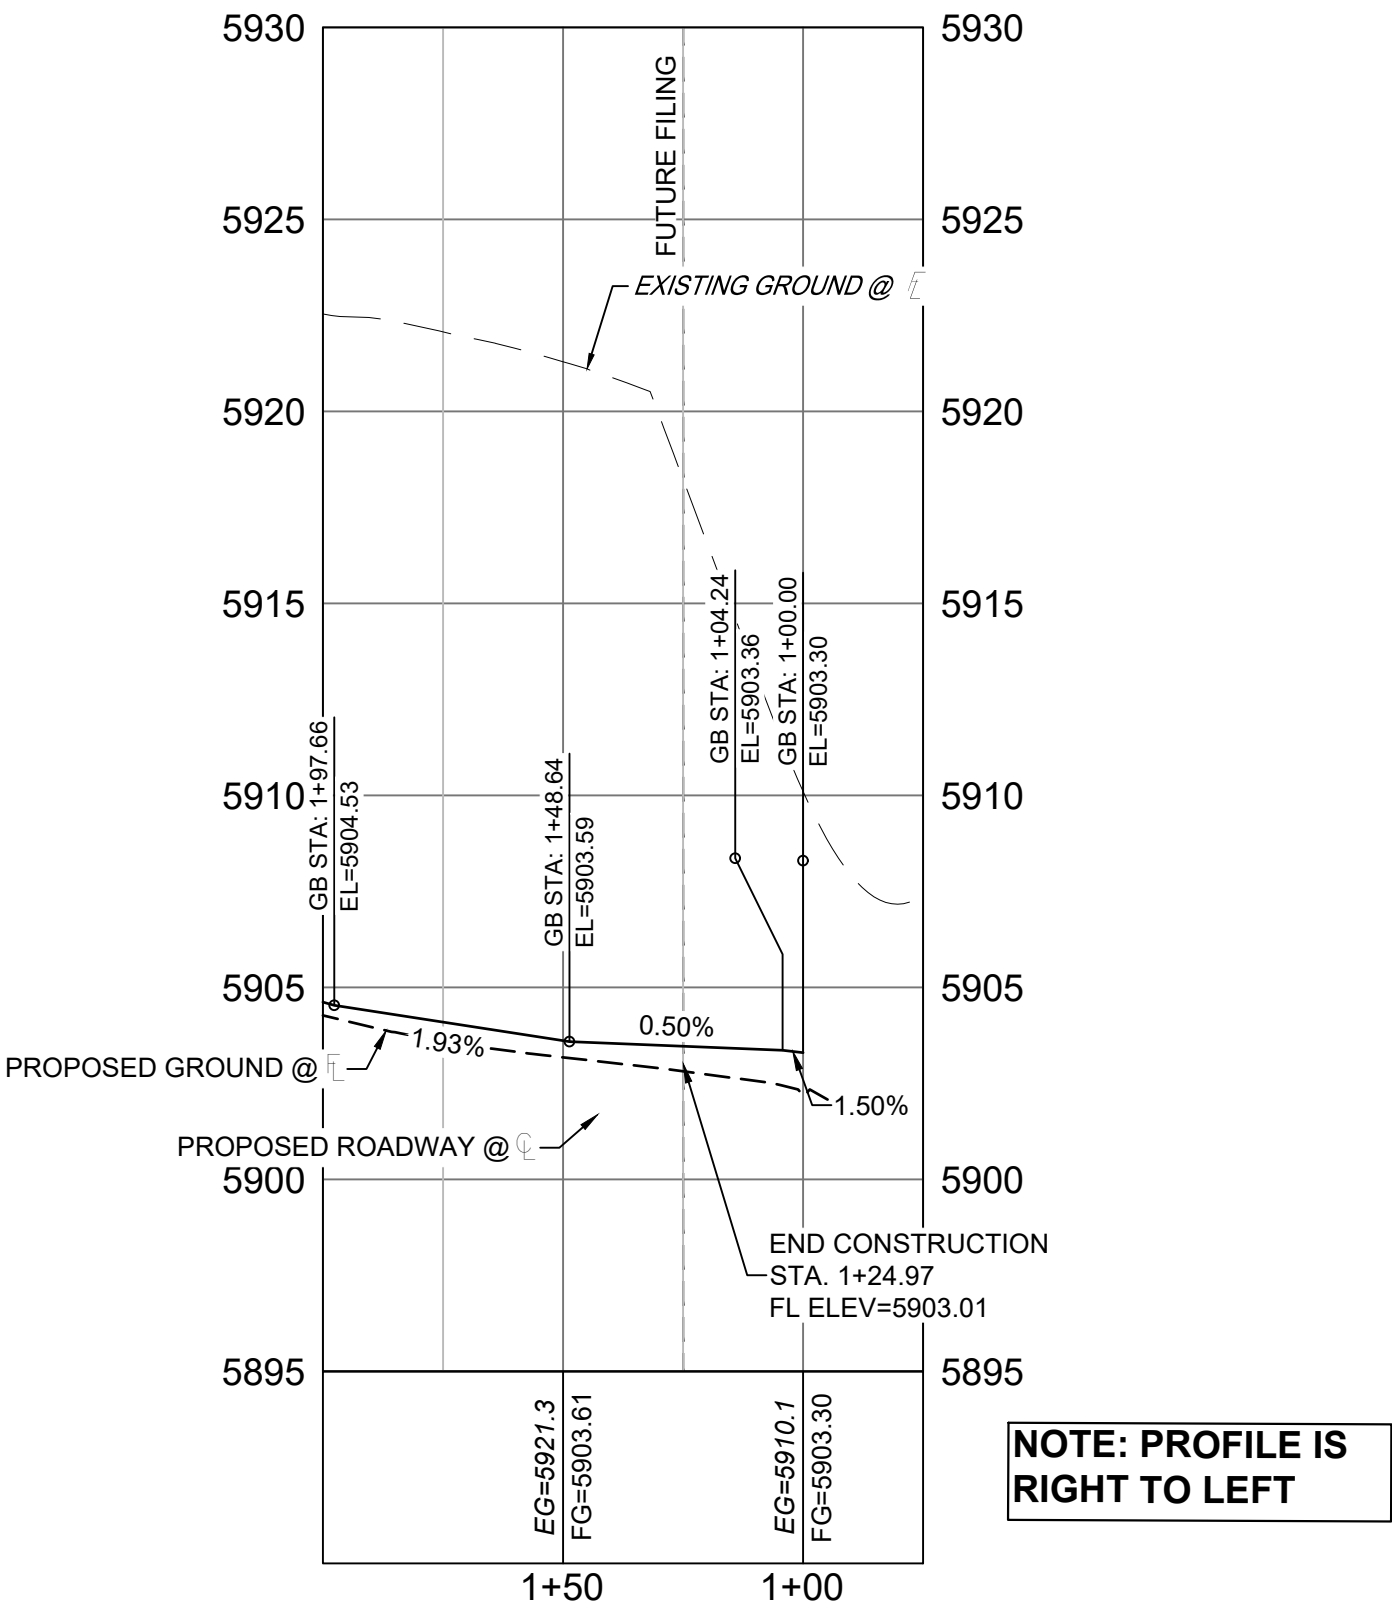 5930
5930
FUTURE FILING
5925
5925
EXISTING GROUND @ FL
5920
5920
5915
5915
GB STA: 1+04.24
EL=5903.36
GB STA: 1+00.00
EL=5903.30
GB STA: 1+97.66
EL=5904.53
GB STA: 1+48.64
EL=5903.59
5910
5910
5905
5905
0.50%
1.93%
PROPOSED GROUND @ FL
1.50%
PROPOSED ROADWAY @ CL
5900
5900
END CONSTRUCTION
STA. 1+24.97
FL ELEV=5903.01
5895
5895
EG=5921.3
FG=5903.61
EG=5910.1
FG=5903.30
NOTE: PROFILE IS
RIGHT TO LEFT
1+50
1+00